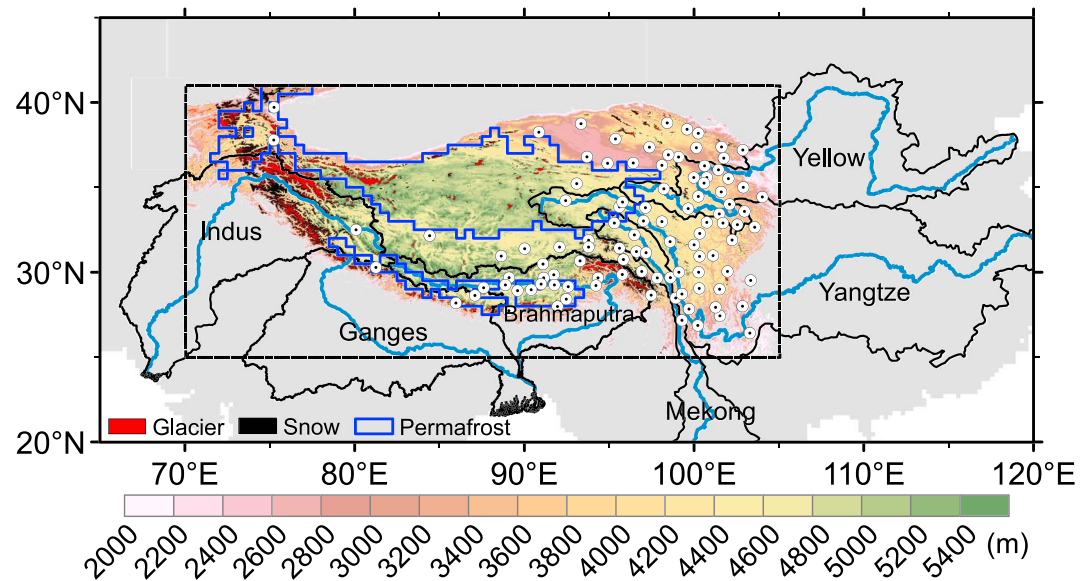 40°N
30°N
20°N
Yellow
Indus
Yangtze
Ganges
Brahmaputra
Mekong
Glacier Snow Permafrost
70°E 80°E 90°E 100°E 110°E 120°E
2000 2200 2400 2600 2800 3000 3200 3400 3600 3800 4000 4200 4400 4600 4800 5000 5200 5400 (m)